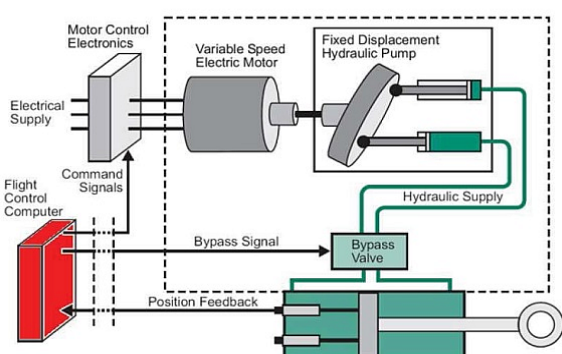 Motor Control
Electronics
Variable Speed
Electric Motor
Fixed Displacement
Hydraulic Pump
Electrical
Supply
Command
Signals
Flight
Control
Computer
Hydraulic Supply
Bypass Signal
Bypass
Valve
Position Feedback